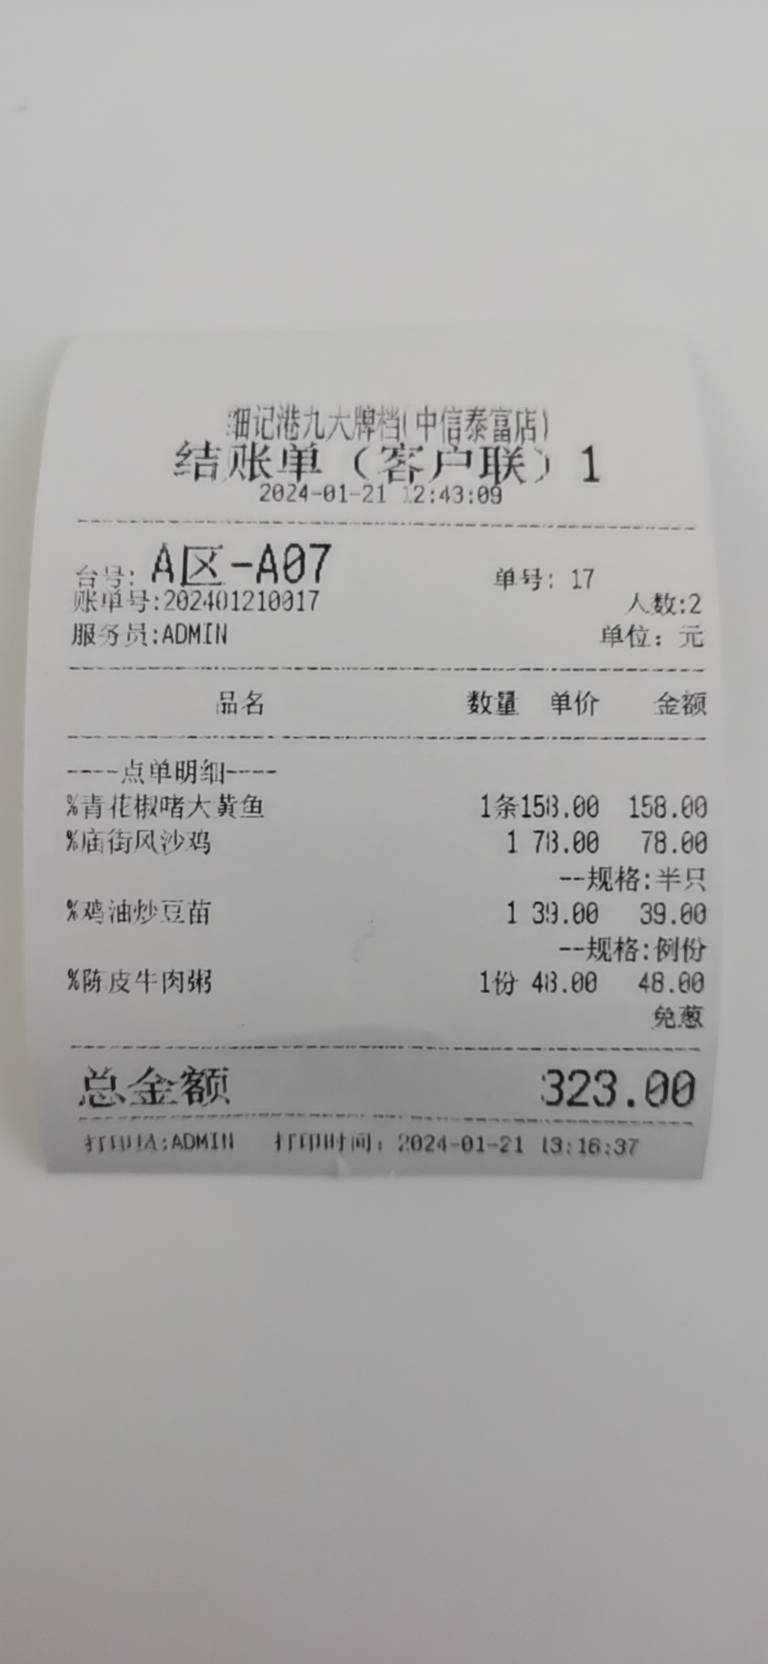 细记港九大牌档(中信泰富店)
结账单（客户联）1
2024-01-21 12:43:09
台号: A区-A07 单号: 17
账单号:202401210017 人数:2
服务员:ADMIN 单位: 元
品名 数量 单价 金额
----点单明细----
%青花椒啫大黄鱼 1条158.00 158.00
%庙街风沙鸡 1 78.00 78.00
--规格:半只
%鸡油炒豆苗 1 39.00 39.00
--规格:例份
%陈皮牛肉粥 1份 48.00 48.00
免葱
总金额 323.00
打印人:ADMIN 打印时间: 2024-01-21 13:16:37